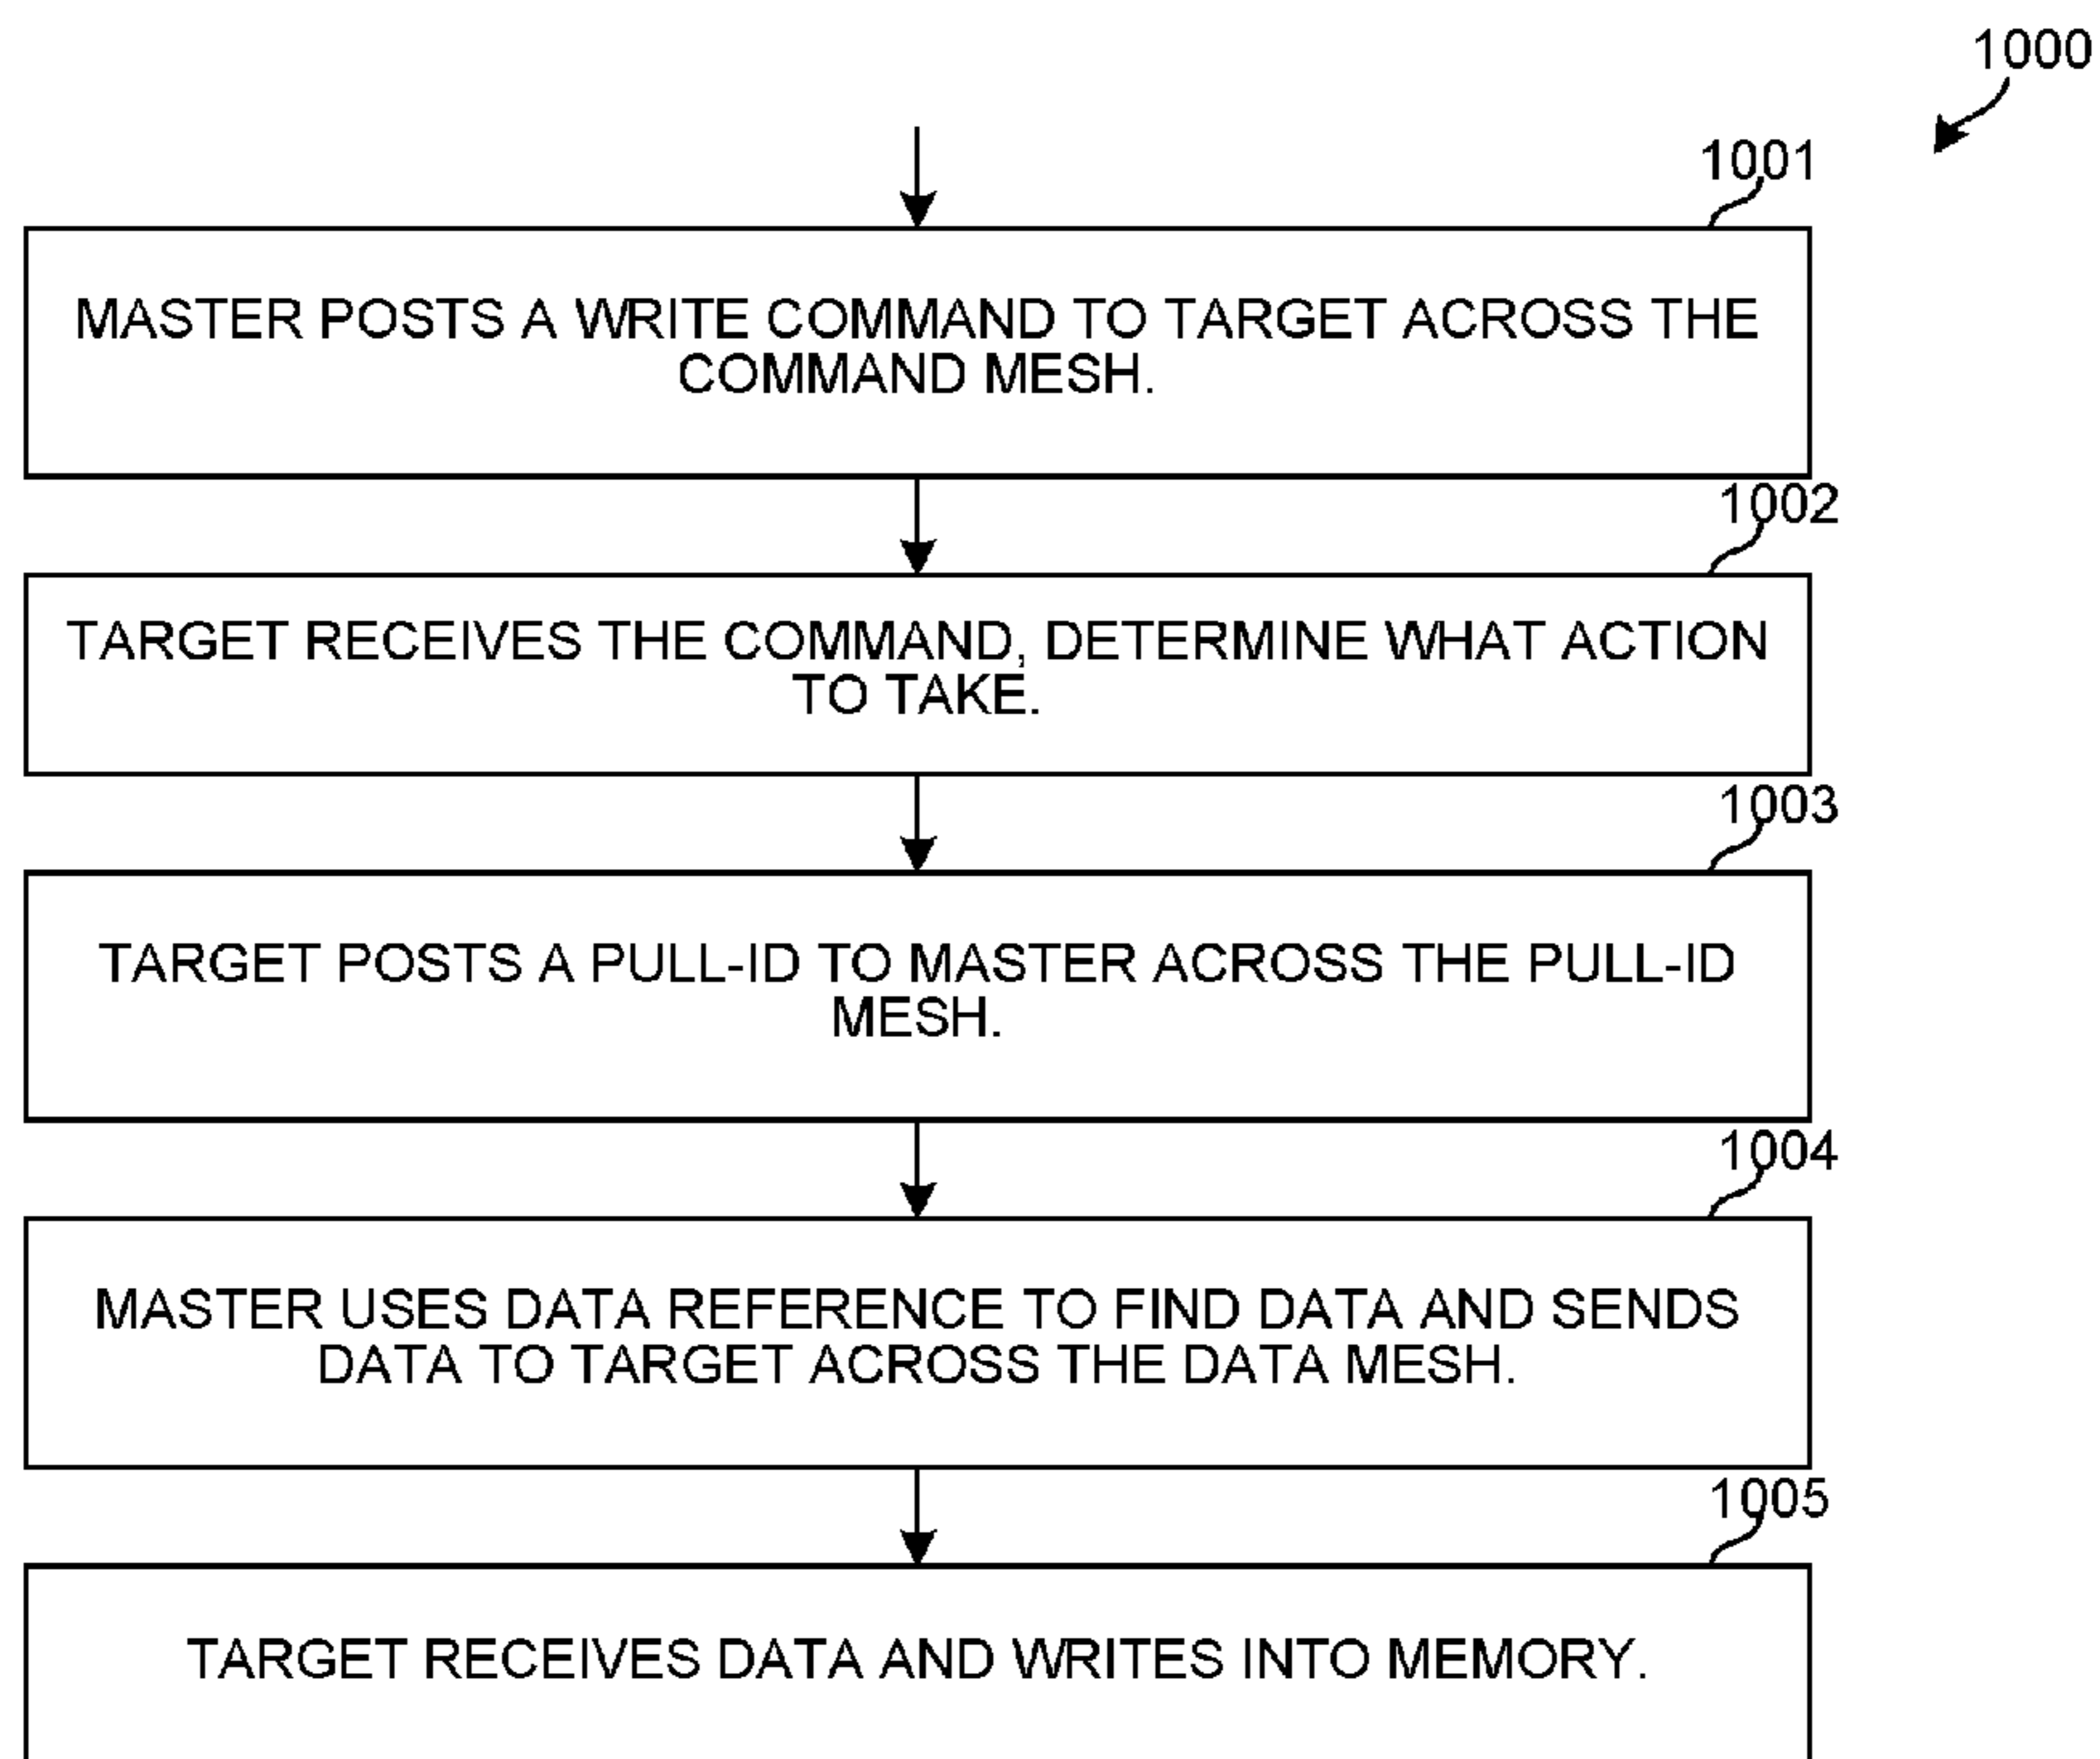 1000
1001
MASTER POSTS A WRITE COMMAND TO TARGET ACROSS THE
COMMAND MESH.
1002
TARGET RECEIVES THE COMMAND, DETERMINE WHAT ACTION
TO TAKE.
1003
TARGET POSTS A PULL-ID TO MASTER ACROSS THE PULL-ID
MESH.
1004
MASTER USES DATA REFERENCE TO FIND DATA AND SENDS
DATA TO TARGET ACROSS THE DATA MESH.
1005
TARGET RECEIVES DATA AND WRITES INTO MEMORY.